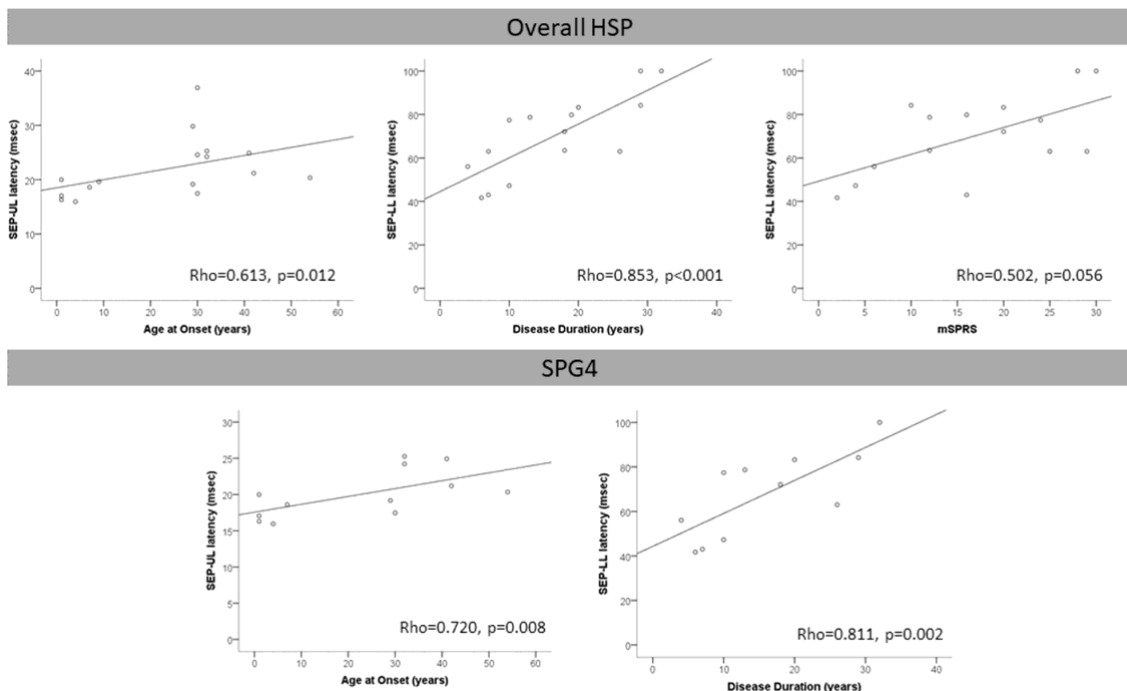 Overall HSP
SEP-UL latency (msec)
40
30
20
10
0
0 10 20 30 40 50 60
Age at Onset (years)
Rho=0.613, p=0.012
SEP-LL latency (msec)
100
80
60
40
20
0
0 10 20 30 40
Disease Duration (years)
Rho=0.853, p<0.001
SEP-LL latency (msec)
100
80
60
40
20
0
0 5 10 15 20 25 30
mSPRS
Rho=0.502, p=0.056
SPG4
SEP-UL latency (msec)
30
25
20
15
10
5
0
0 10 20 30 40 50 60
Age at Onset (years)
Rho=0.720, p=0.008
SEP-LL latency (msec)
100
80
60
40
20
0
0 10 20 30 40
Disease Duration (years)
Rho=0.811, p=0.002